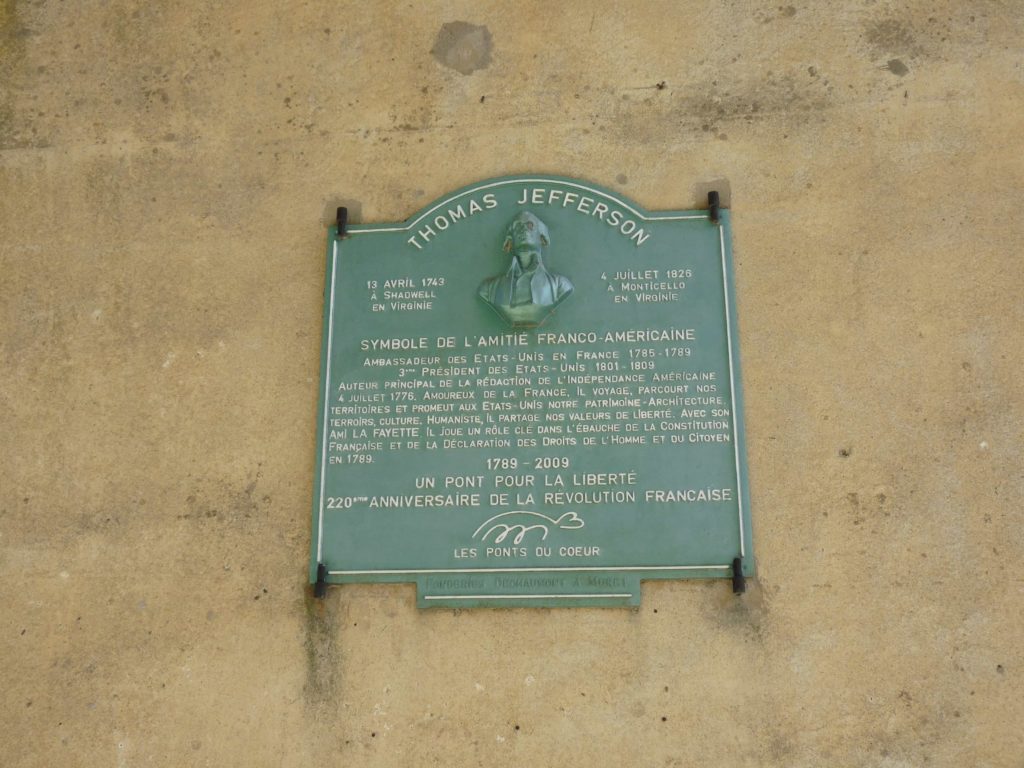 THOMAS JEFFERSON
13 AVRIL 1743
À SHADWELL
EN VIRGINIE
4 JUILLET 1826
À MONTICELLO
EN VIRGINIE
SYMBOLE DE L'AMITIÉ FRANCO-AMÉRICAINE
AMBASSADEUR DES ETATS-UNIS EN FRANCE 1785-1789
3ème PRÉSIDENT DES ETATS-UNIS 1801-1809
AUTEUR PRINCIPAL DE LA RÉDACTION DE L'INDÉPENDANCE AMÉRICAINE
4 JUILLET 1776. AMOUREUX DE LA FRANCE, IL VOYAGE, PARCOURT NOS
TERRITOIRES ET PROMEUT AUX ETATS-UNIS NOTRE PATRIMOINE-ARCHITECTURE,
TERROIRS, CULTURE. HUMANISTE, IL PARTAGE NOS VALEURS DE LIBERTÉ. AVEC SON
AMI LA FAYETTE IL JOUE UN RÔLE CLÉ DANS L'ÉBAUCHE DE LA CONSTITUTION
FRANÇAISE ET DE LA DÉCLARATION DES DROITS DE L'HOMME ET DU CITOYEN
EN 1789.
1789-2009
UN PONT POUR LA LIBERTÉ
220ème ANNIVERSAIRE DE LA RÉVOLUTION FRANÇAISE
LES PONTS DU COEUR
FONDERIES DECHAUMONT À MURET